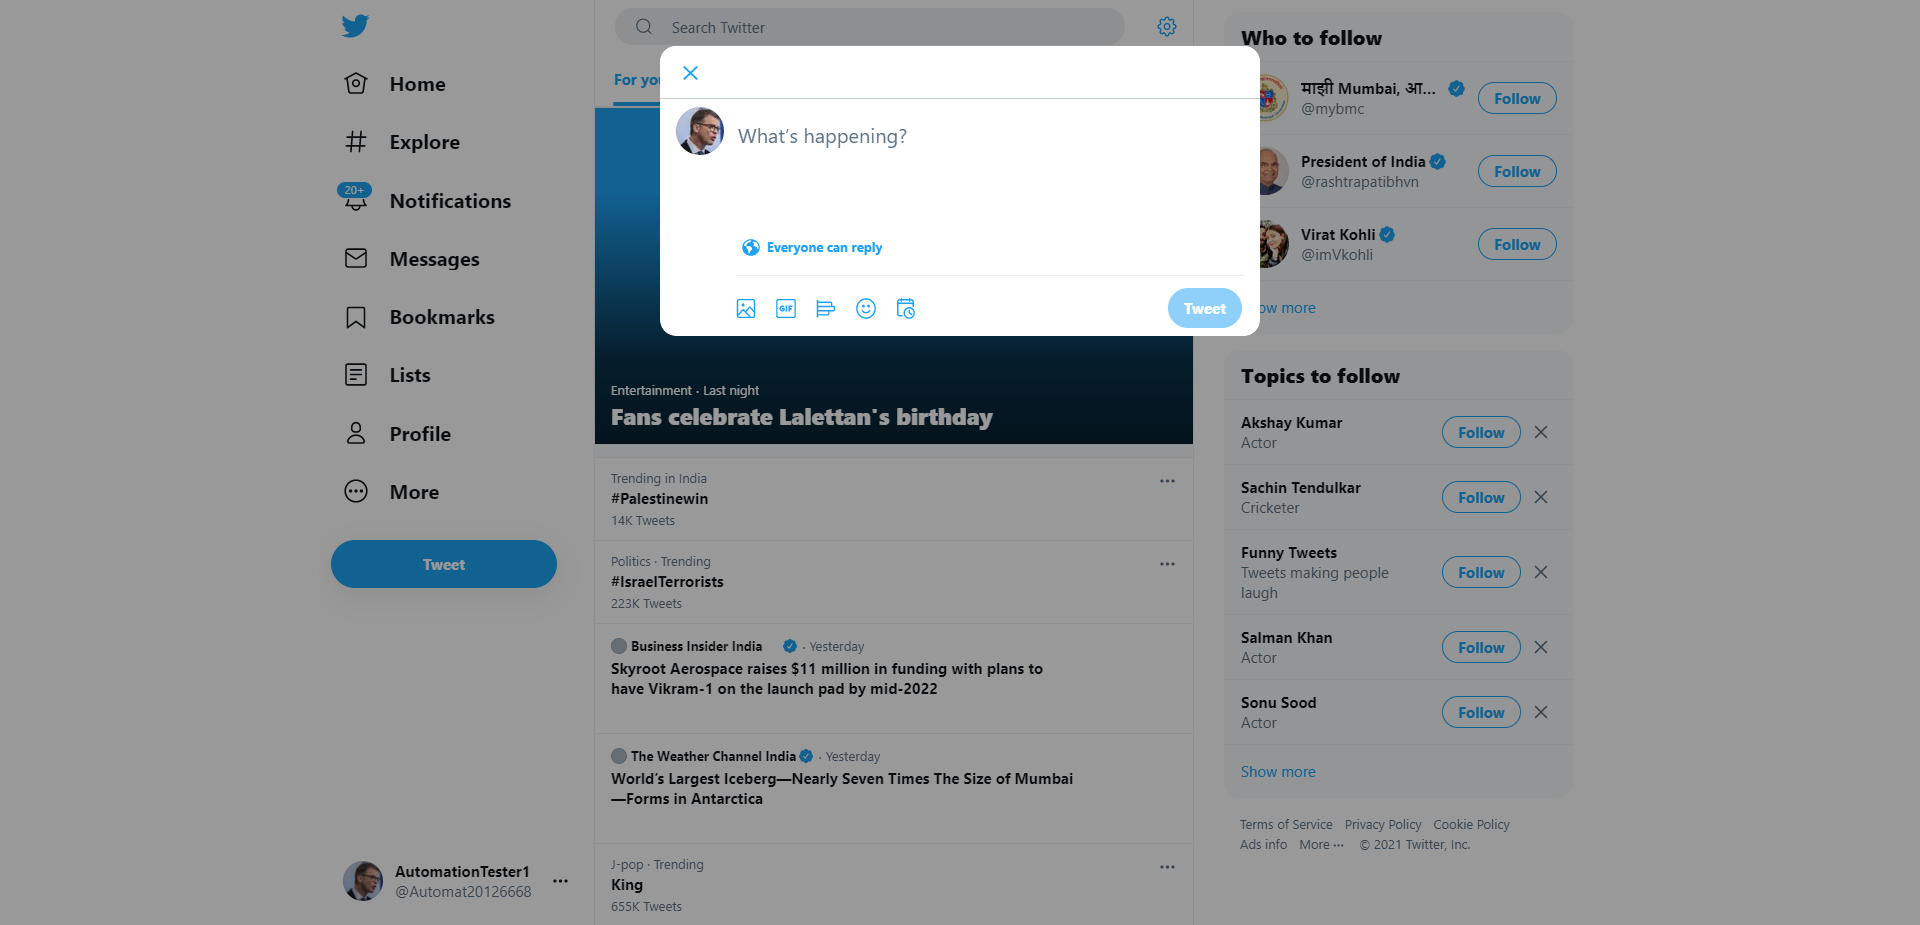 Home
Explore
20+
Notifications
Messages
Bookmarks
Lists
Profile
More
Tweet
AutomationTester1
@Automat20126668
Search Twitter
For you
What's happening?
Everyone can reply
GIF
Tweet
Entertainment · Last night
Fans celebrate Lalettan's birthday
Trending in India
#Palestinewin
14K Tweets
Politics · Trending
#IsraelTerrorists
223K Tweets
Business Insider India · Yesterday
Skyroot Aerospace raises $11 million in funding with plans to
have Vikram-1 on the launch pad by mid-2022
The Weather Channel India · Yesterday
World's Largest Iceberg—Nearly Seven Times The Size of Mumbai
—Forms in Antarctica
J-pop · Trending
King
655K Tweets
Who to follow
माझी Mumbai, आ...
@mybmc
Follow
President of India
@rashtrapatibhvn
Follow
Virat Kohli
@imVkohli
Follow
Show more
Topics to follow
Akshay Kumar
Actor
Follow
Sachin Tendulkar
Cricketer
Follow
Funny Tweets
Tweets making people
laugh
Follow
Salman Khan
Actor
Follow
Sonu Sood
Actor
Follow
Show more
Terms of Service Privacy Policy Cookie Policy
Ads info More ··· © 2021 Twitter, Inc.